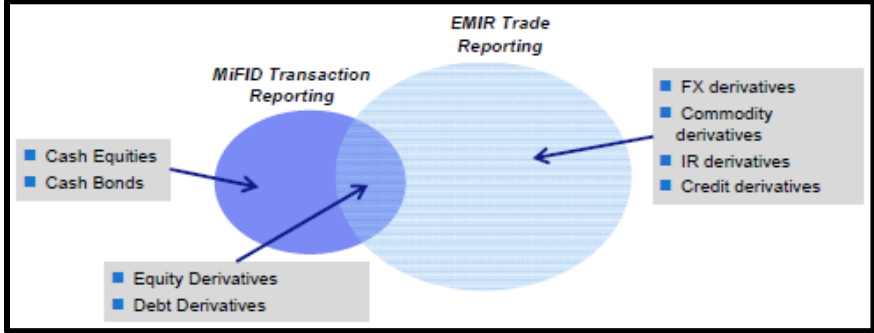 EMIR Trade
Reporting
MiFID Transaction
Reporting
FX derivatives
Commodity
derivatives
IR derivatives
Credit derivatives
Cash Equities
Cash Bonds
Equity Derivatives
Debt Derivatives